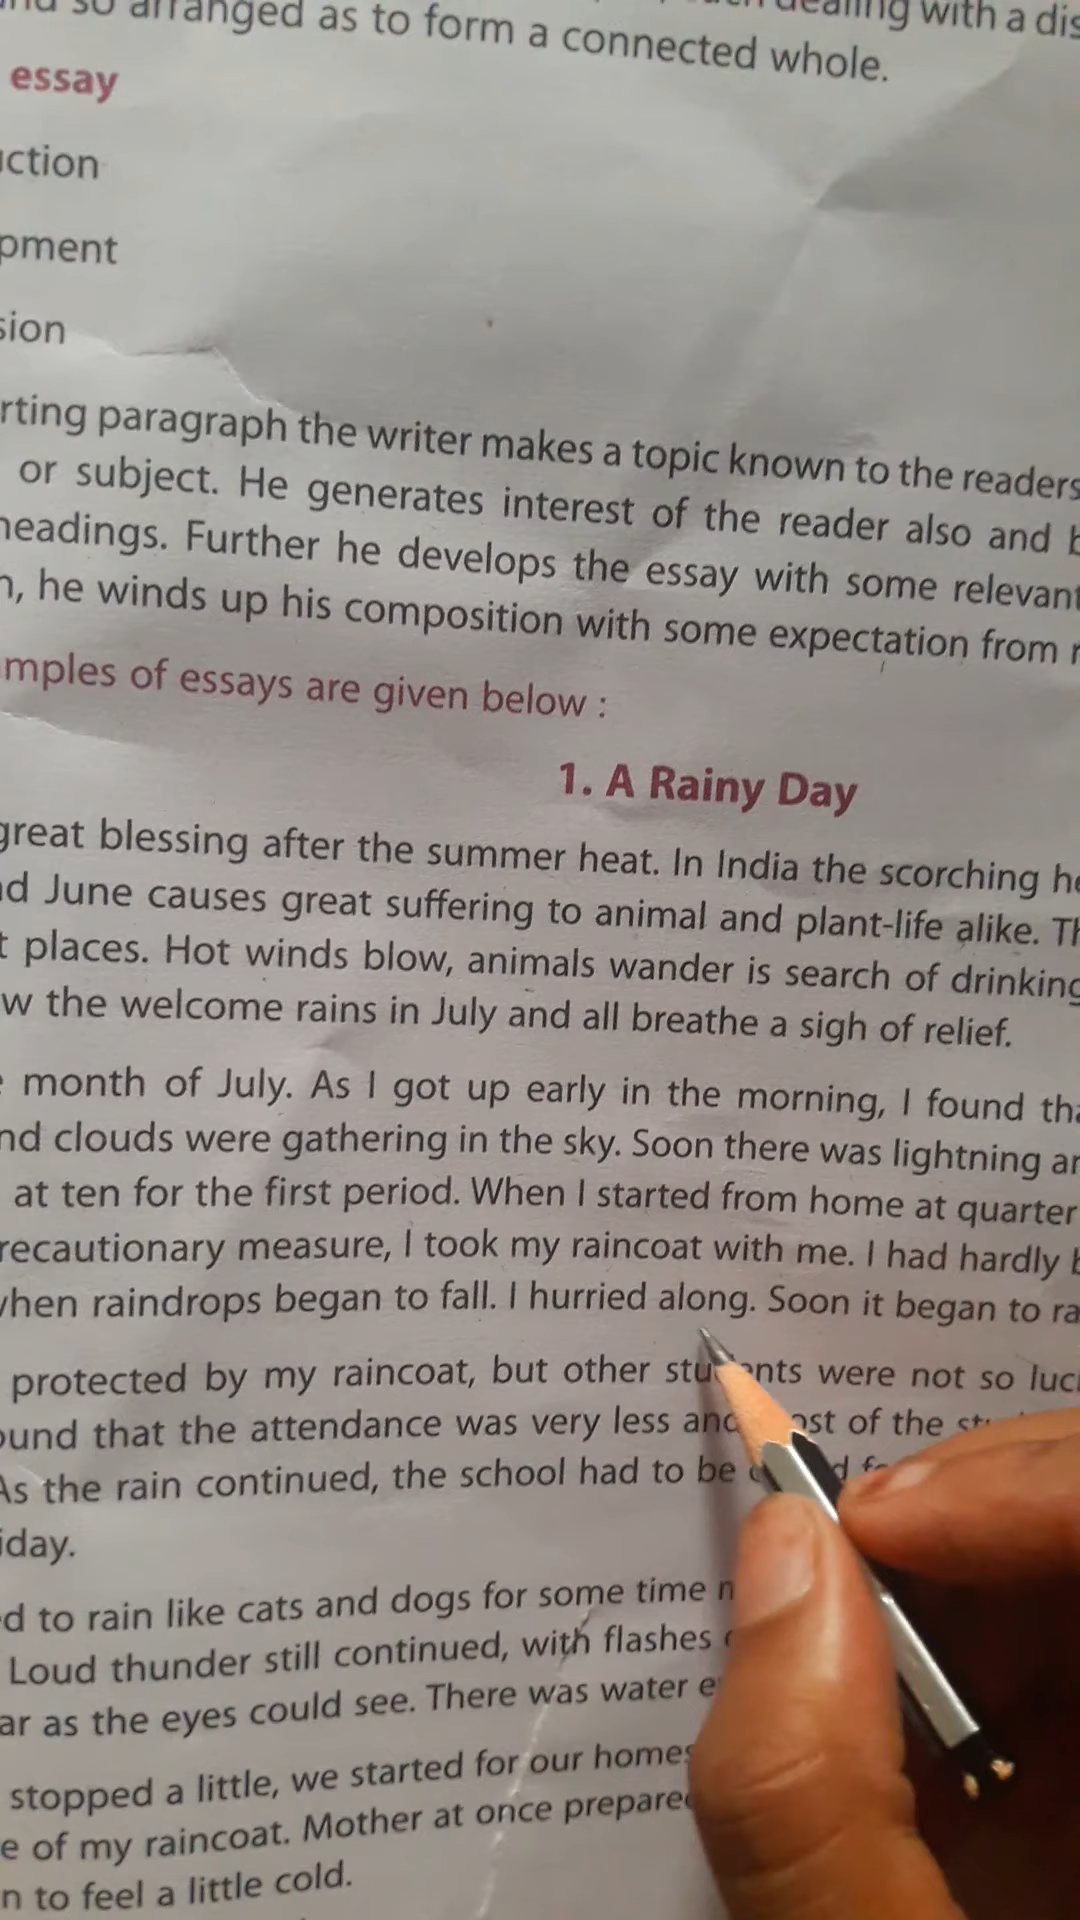 so arranged as to form a connected whole.
dealing with a
essay
rting paragraph the writer makes a topic known to the readers
or subject. He generates interest of the reader also and
headings. Further he develops the essay with some relevant
, he winds up his composition with some expectation from
mples of essays are given below :
1. A Rainy Day
great blessing after the summer heat. In India the scorching
June causes great suffering to animal and plant-life alike.
places. Hot winds blow, animals wander is search of drinking
the welcome rains in July and all breathe a sigh of relief.
month of July. As I got up early in the morning, I found
clouds were gathering in the sky. Soon there was lightning
at ten for the first period. When I started from home at quarter
recautionary measure, I took my raincoat with me. I had hardly
when raindrops began to fall. I hurried along. Soon it began to
protected by my raincoat, but other were not so
that the attendance was very less and of the
As the rain continued, the school had to be
to rain like cats and dogs for some time
Loud thunder still continued, with flashes
as the eyes could see. There was water
stopped a little, we started for our homes
of my raincoat. Mother at once prepared
to feel a little cold.